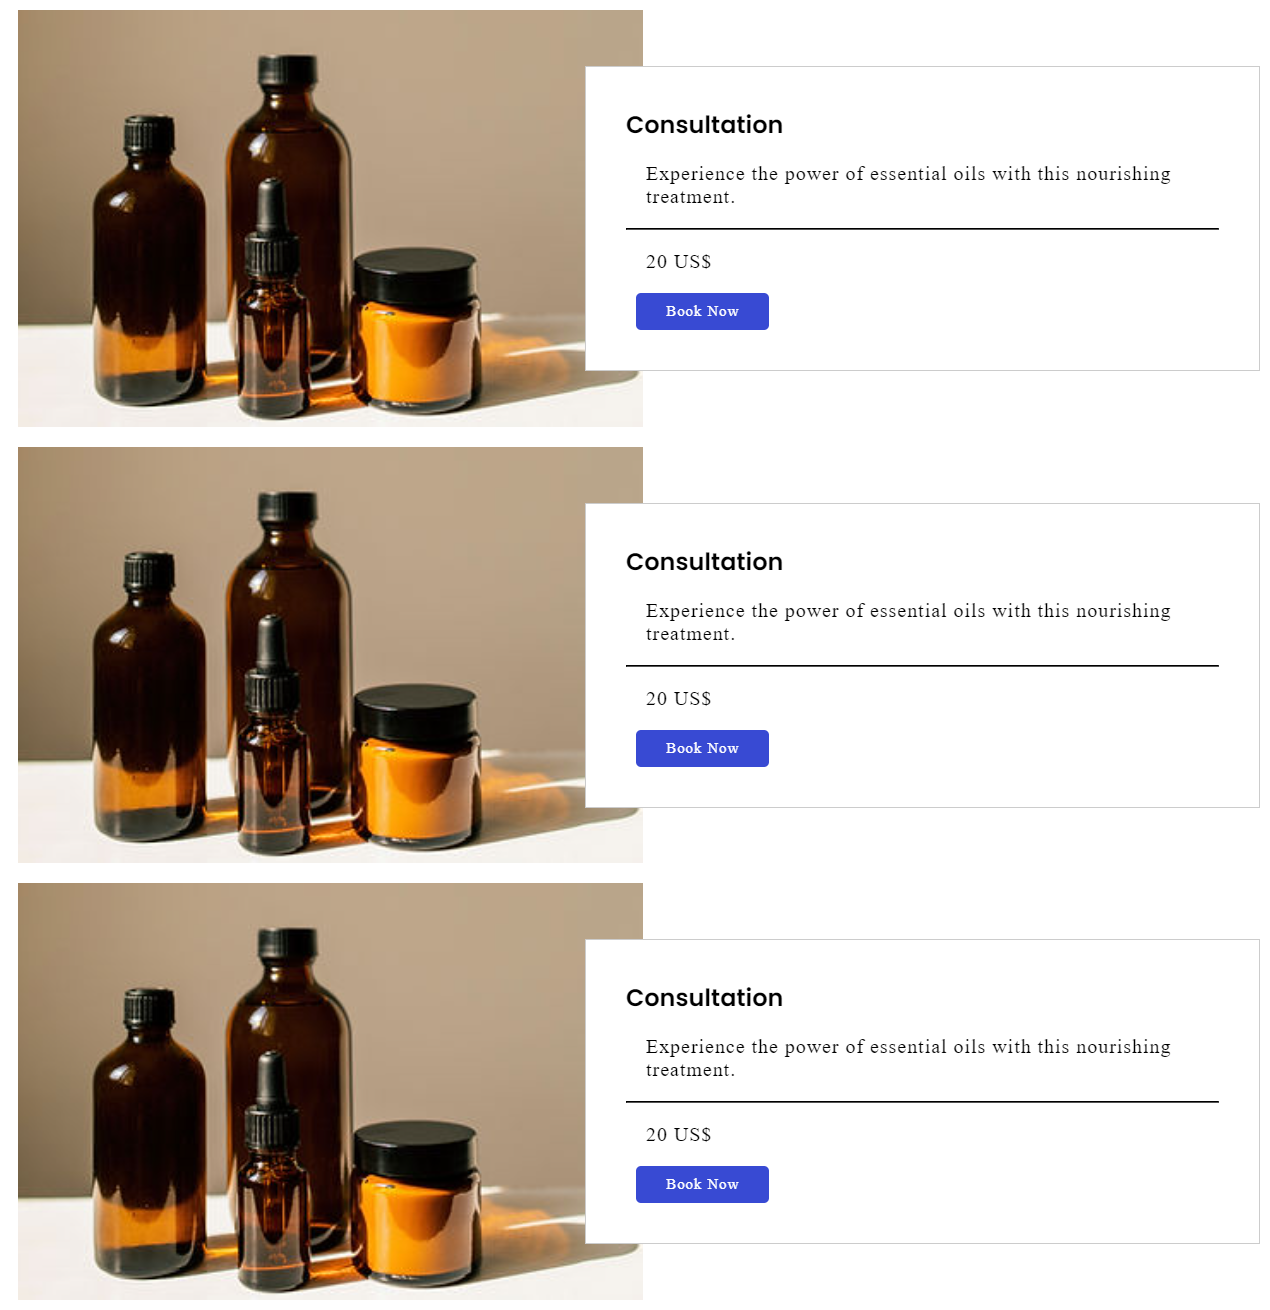 Consultation
Experience the power of essential oils with this nourishing
treatment.
20 US$
Book Now
Consultation
Experience the power of essential oils with this nourishing
treatment.
20 US$
Book Now
Consultation
Experience the power of essential oils with this nourishing
treatment.
20 US$
Book Now